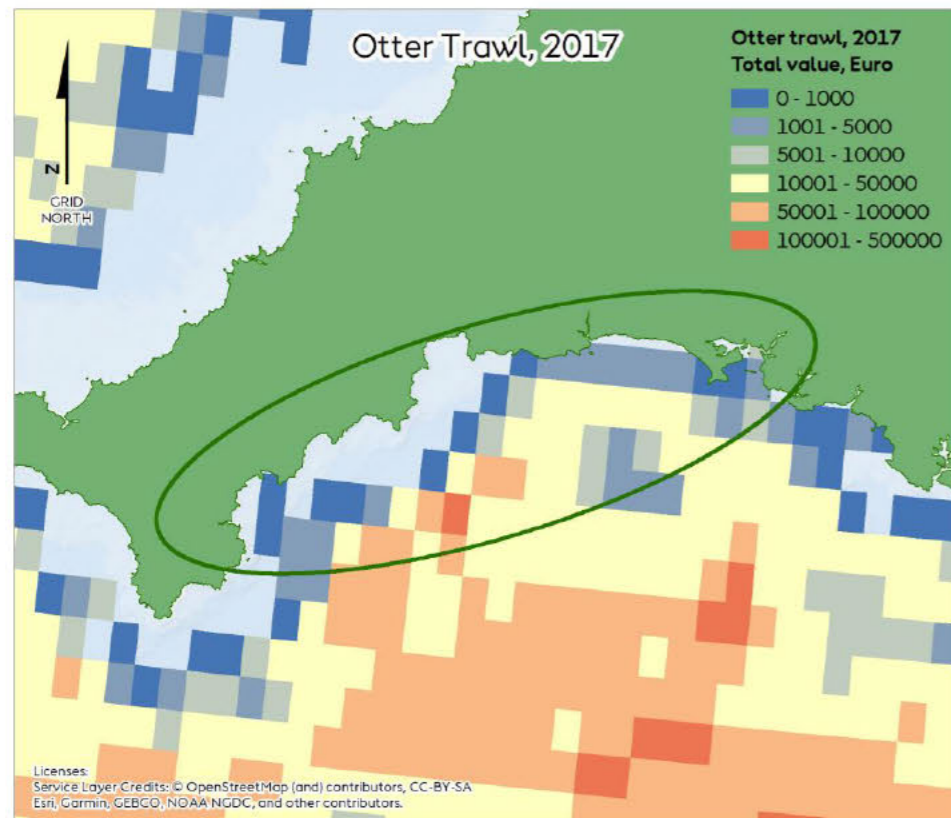 Otter Trawl, 2017
Otter trawl, 2017
Total value, Euro
0 - 1000
1001 - 5000
5001 - 10000
10001 - 50000
50001 - 100000
100001 - 500000
N
GRID
NORTH
Licenses:
Service Layer Credits: © OpenStreetMap (and) contributors, CC-BY-SA
Esri, Garmin, GEBCO, NOAA NGDC, and other contributors.